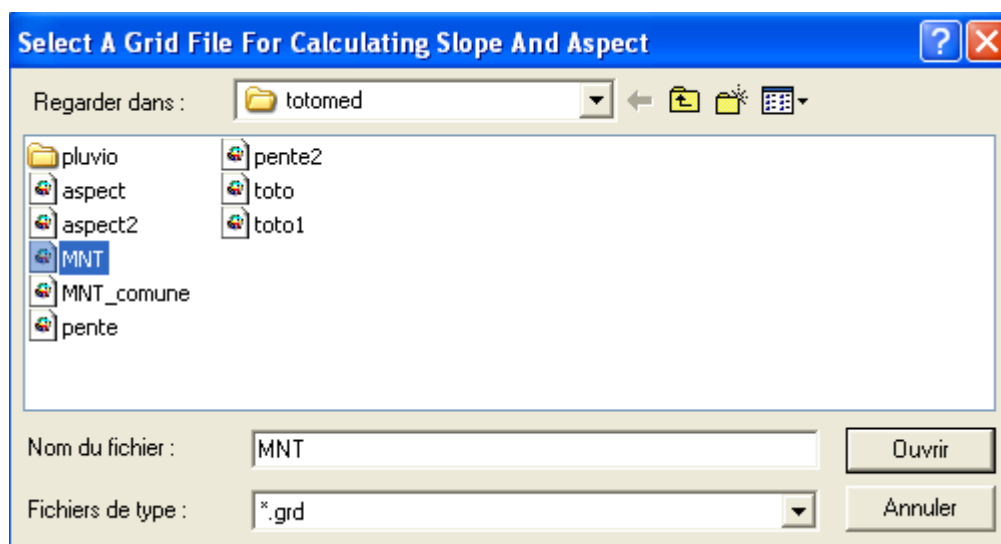 Select A Grid File For Calculating Slope And Aspect
Regarder dans :
totomed
pluvio
aspect
aspect2
MNT
MNT_comune
pente
pente2
toto
toto1
Nom du fichier :
MNT
Ouvrir
Fichiers de type :
*.grd
Annuler